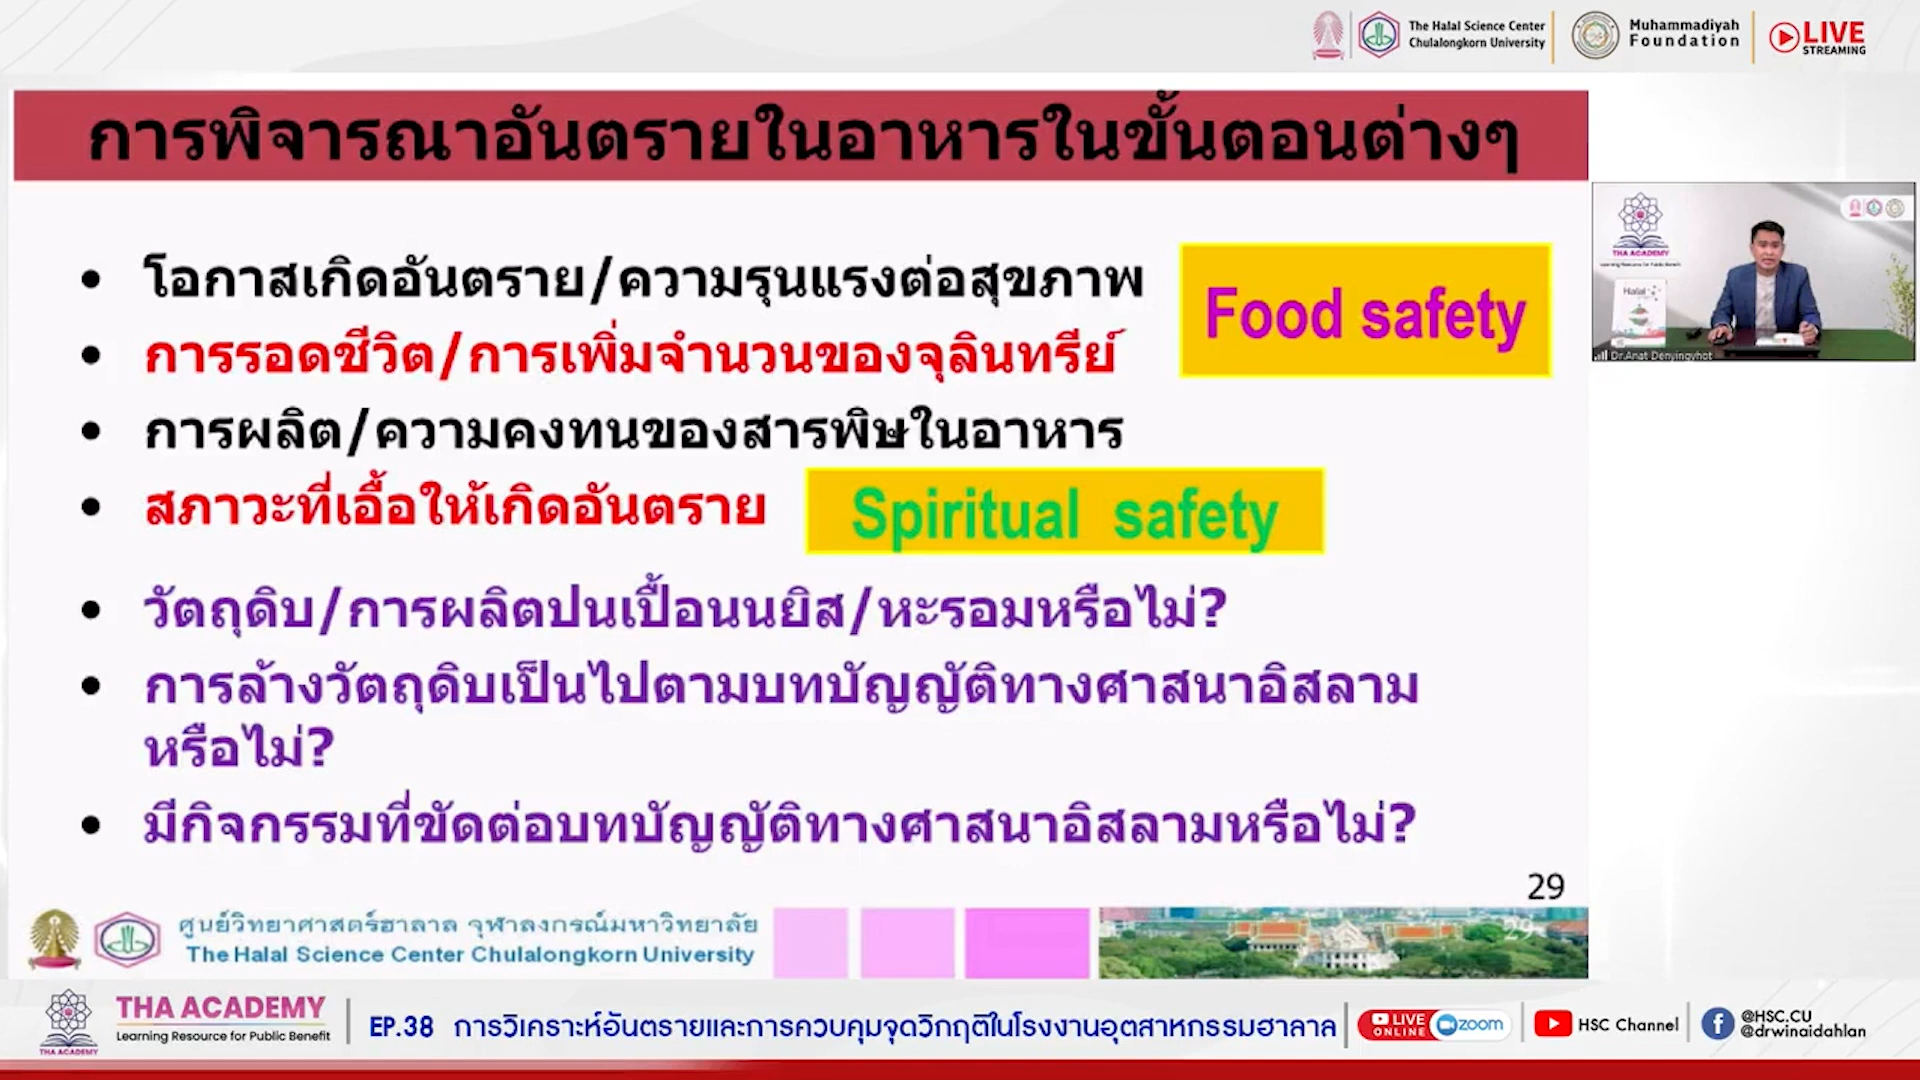 The Halal Science Center
Chulalongkorn University
Muhammadiyah
Foundation
LIVE
STREAMING
การพิจารณาอันตรายในอาหารในขั้นตอนต่างๆ
• โอกาสเกิดอันตราย/ความรุนแรงต่อสุขภาพ
Food safety
• การรอดชีวิต/การเพิ่มจำนวนของจุลินทรีย์
• การผลิต/ความคงทนของสารพิษในอาหาร
• สภาวะที่เอื้อให้เกิดอันตราย
Spiritual safety
• วัตถุดิบ/การผลิตปนเปื้อนนยิส/หะรอมหรือไม่?
• การล้างวัตถุดิบเป็นไปตามบทบัญญัติทางศาสนาอิสลาม
หรือไม่?
• มีกิจกรรมที่ขัดต่อบทบัญญัติทางศาสนาอิสลามหรือไม่?
29
29
ศูนย์วิทยาศาสตร์ฮาลาล จุฬาลงกรณ์มหาวิทยาลัย
The Halal Science Center Chulalongkorn University
THA ACADEMY
Halal
Dr.Anat Denyingyhot
THA ACADEMY
THA ACADEMY
Learning Resource for Public Benefit
EP.38 การวิเคราะห์อันตรายและการควบคุมจุดวิกฤติในโรงงานอุตสาหกรรมฮาลาล
LIVE
ONLINE
zoom
HSC Channel
@HSC.CU
@drwinaidahlan